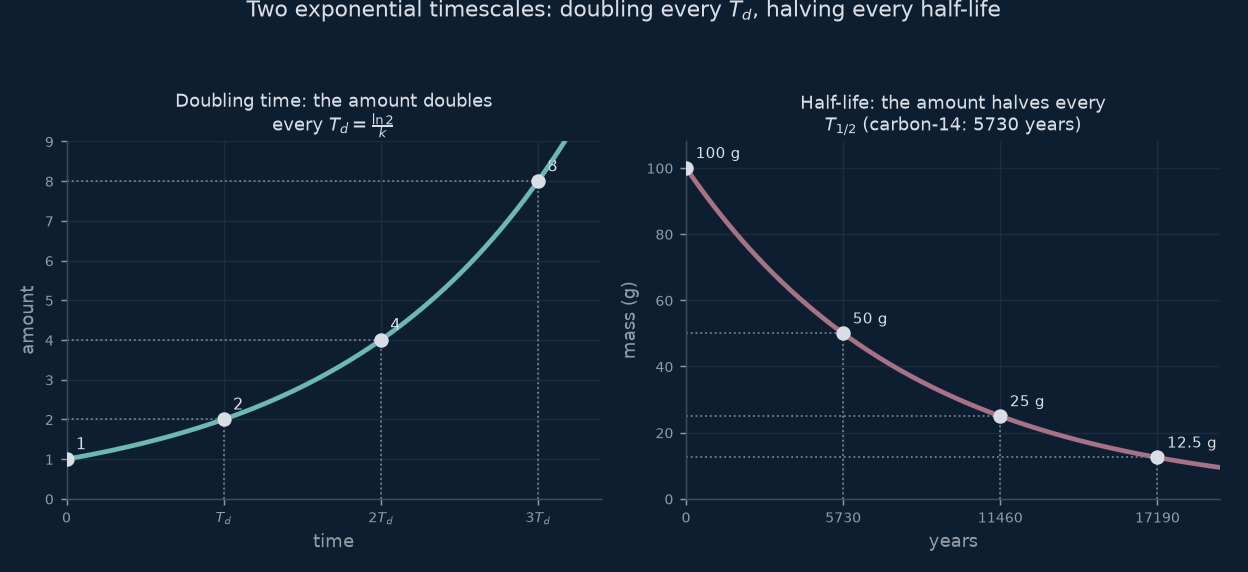 Two exponential timescales: doubling every T_d, halving every half-life
Doubling time: the amount doubles
every T_d = \frac{ln2}{k}
9
8
7
6
5
4
3
2
1
0
amount
1
2
4
8
0
T_d
2T_d
3T_d
time
Half-life: the amount halves every
T_{1/2} (carbon-14: 5730 years)
100
80
60
40
20
0
mass (g)
100 g
50 g
25 g
12.5 g
0
5730
11460
17190
years